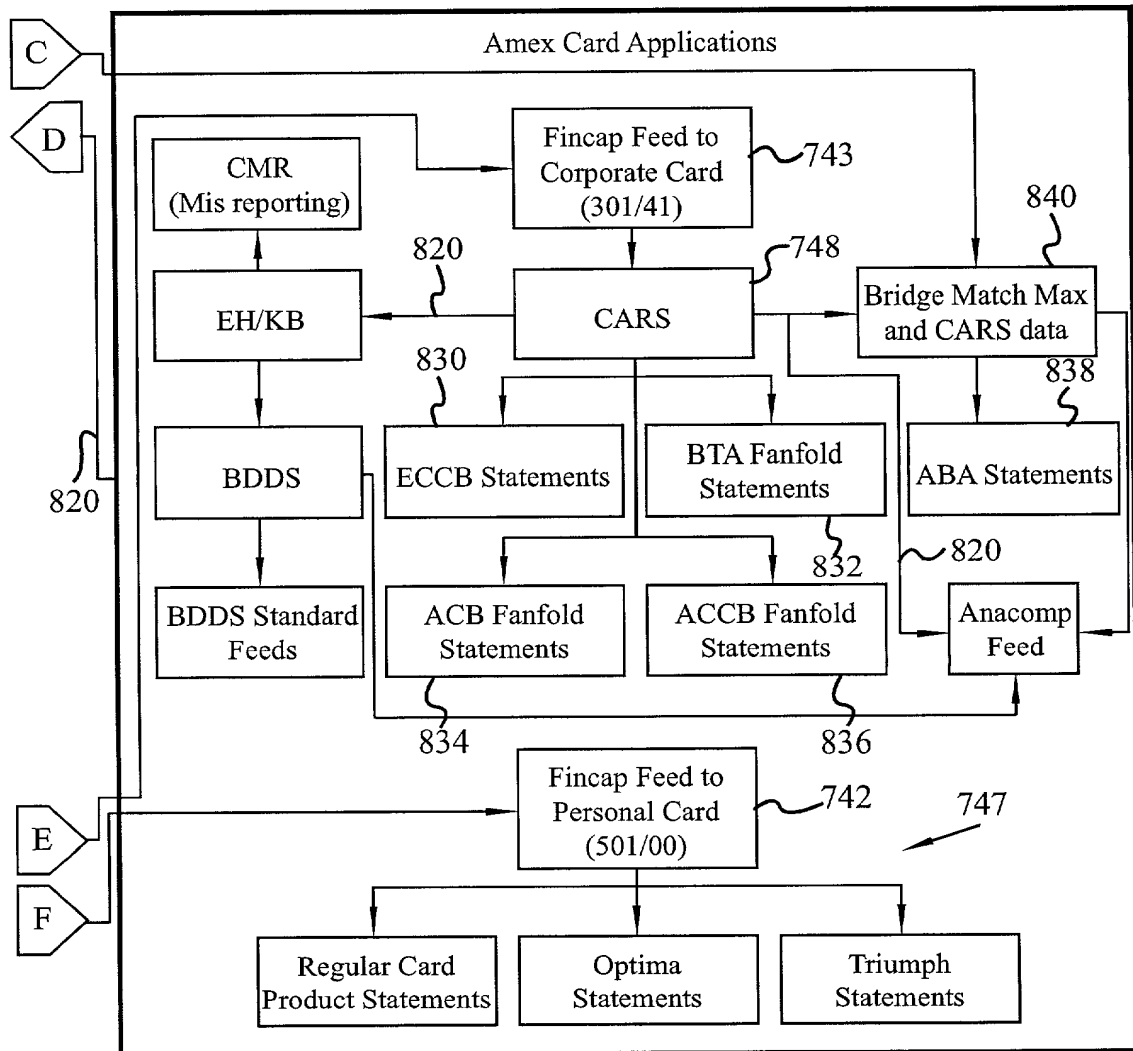 C
Amex Card Applications
D
Fincap Feed to
Corporate Card
(301/41)
743
CMR
(Mis reporting)
840
820
748
EH/KB
CARS
Bridge Match Max
and CARS data
830
838
BDDS
ECCB Statements
BTA Fanfold
Statements
ABA Statements
820
832
820
BDDS Standard
Feeds
ACB Fanfold
Statements
ACCB Fanfold
Statements
Anacomp
Feed
834
836
Fincap Feed to
Personal Card
(501/00)
742
747
E
F
Regular Card
Product Statements
Optima
Statements
Triumph
Statements